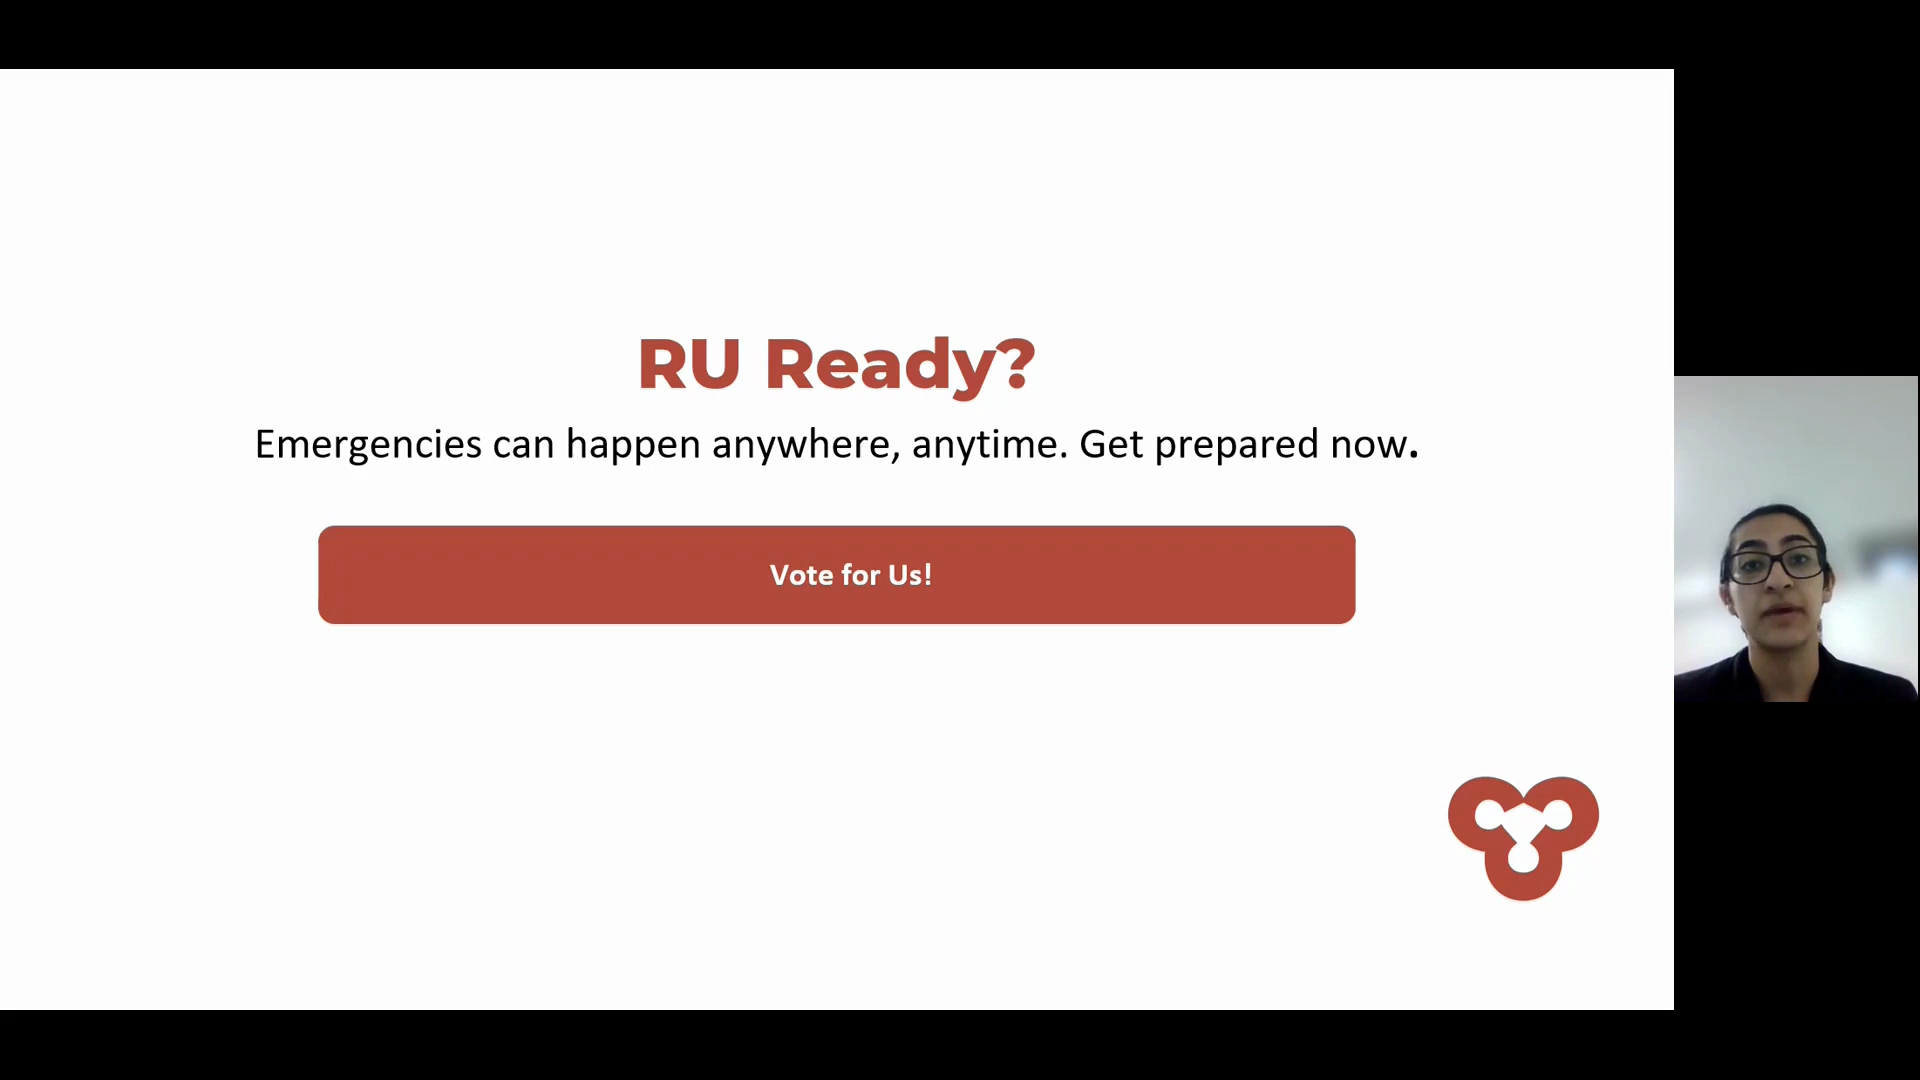 RU Ready?
Emergencies can happen anywhere, anytime. Get prepared now.
Vote for Us!